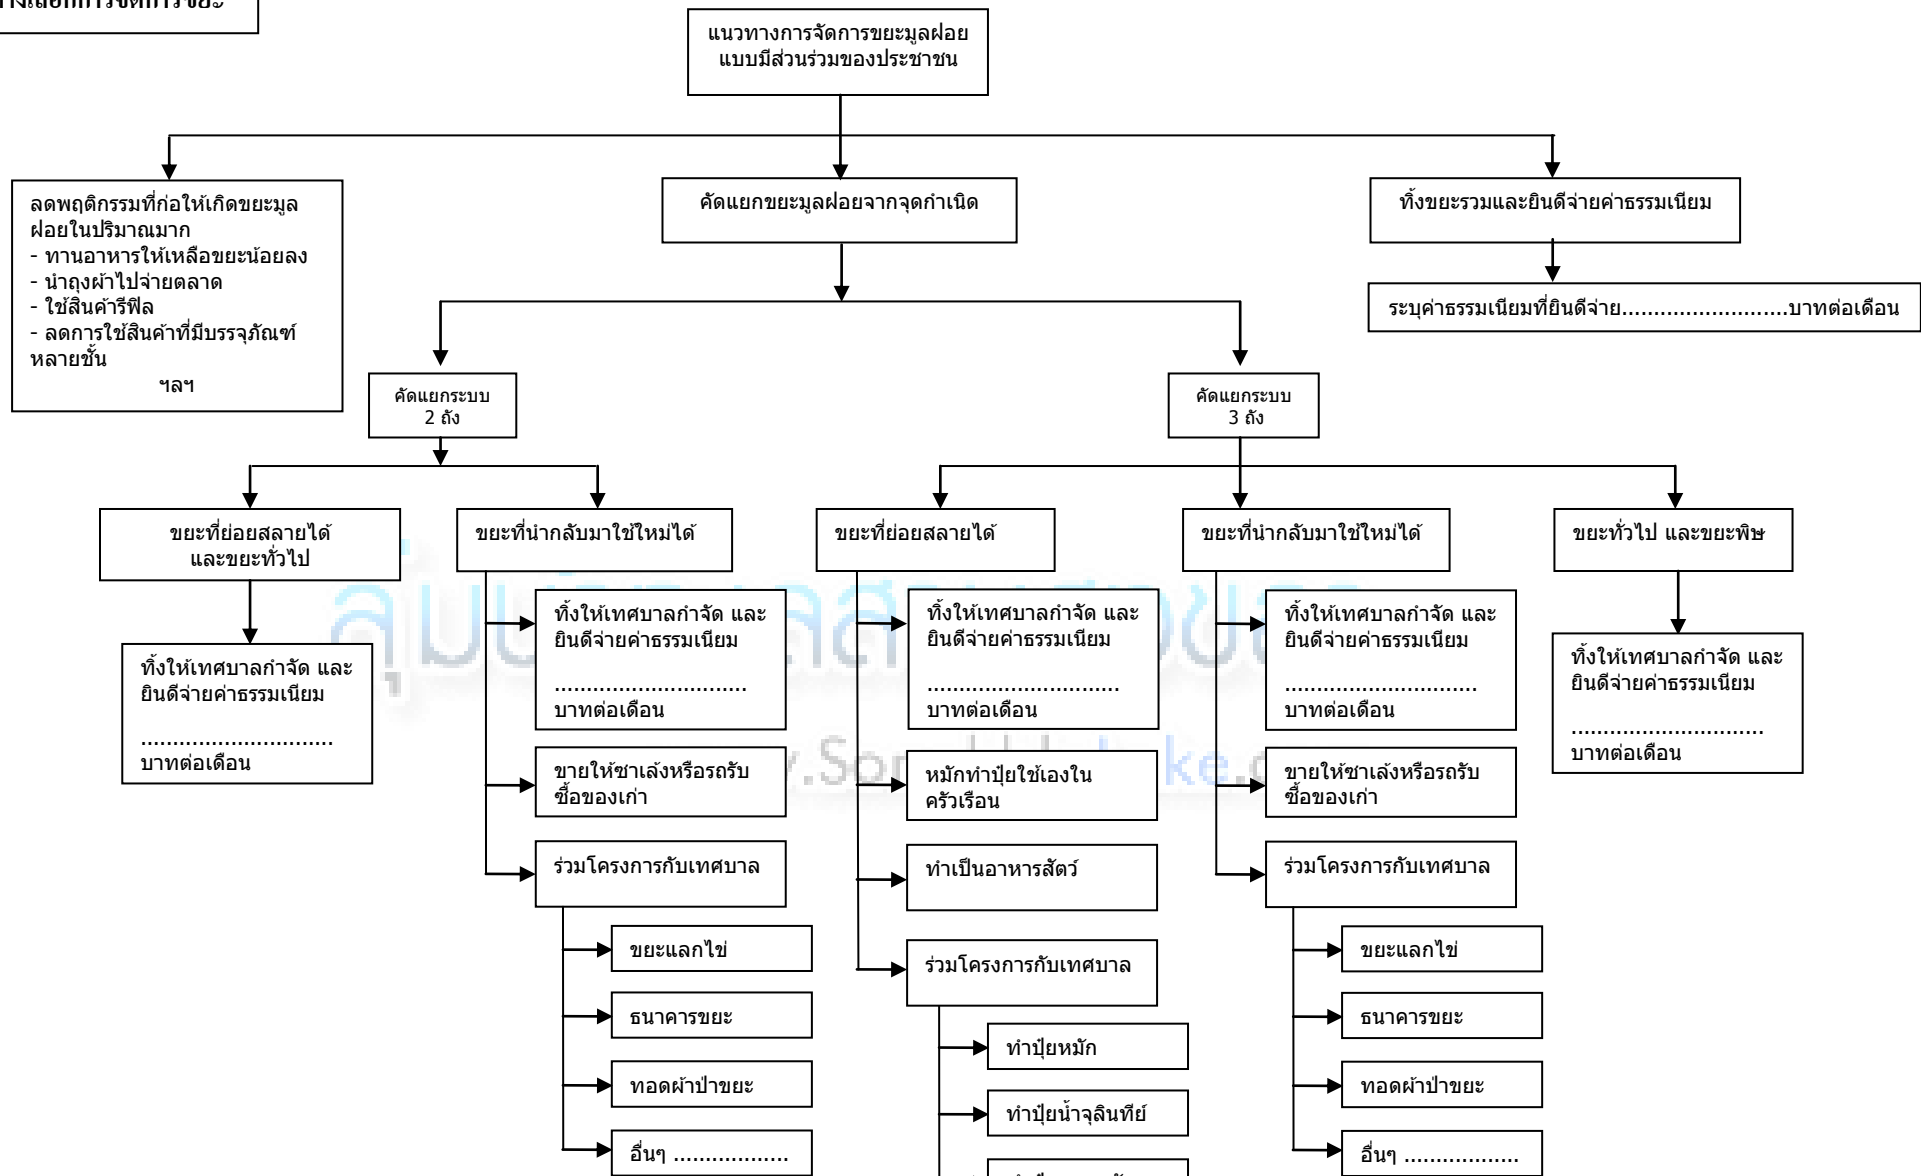 แนวทางการจัดการขยะมูลฝอย
แบบมีส่วนร่วมของประชาชน
ลดพฤติกรรมที่ก่อให้เกิดขยะมูล
ฝอยในปริมาณมาก
- ทานอาหารให้เหลือขยะน้อยลง
- นำถุงผ้าไปจ่ายตลาด
- ใช้สินค้ารีฟิล
- ลดการใช้สินค้าที่มีบรรจุภัณฑ์
หลายชั้น
ฯลฯ
คัดแยกขยะมูลฝอยจากจุดกำเนิด
ทิ้งขยะรวมและยินดีจ่ายค่าธรรมเนียม
ระบุค่าธรรมเนียมที่ยินดีจ่าย..........................บาทต่อเดือน
คัดแยกระบบ
2 ถัง
คัดแยกระบบ
3 ถัง
ขยะที่ย่อยสลายได้
และขยะทั่วไป
ขยะที่นำกลับมาใช้ใหม่ได้
ขยะที่ย่อยสลายได้
ขยะที่นำกลับมาใช้ใหม่ได้
ขยะทั่วไป และขยะพิษ
ทิ้งให้เทศบาลกำจัด และ
ยินดีจ่ายค่าธรรมเนียม
..............................
บาทต่อเดือน
ทิ้งให้เทศบาลกำจัด และ
ยินดีจ่ายค่าธรรมเนียม
..............................
บาทต่อเดือน
ขายให้ซาเล้งหรือรถรับ
ซื้อของเก่า
ร่วมโครงการกับเทศบาล
ขยะแลกไข่
ธนาคารขยะ
ทอดผ้าป่าขยะ
อื่นๆ ..................
ทิ้งให้เทศบาลกำจัด และ
ยินดีจ่ายค่าธรรมเนียม
..............................
บาทต่อเดือน
หมักทำปุ๋ยใช้เองใน
ครัวเรือน
ทำเป็นอาหารสัตว์
ร่วมโครงการกับเทศบาล
ทำปุ๋ยหมัก
ทำปุ๋ยน้ำจุลินทีย์
ทิ้งให้เทศบาลกำจัด และ
ยินดีจ่ายค่าธรรมเนียม
..............................
บาทต่อเดือน
ขายให้ซาเล้งหรือรถรับ
ซื้อของเก่า
ร่วมโครงการกับเทศบาล
ขยะแลกไข่
ธนาคารขยะ
ทอดผ้าป่าขยะ
อื่นๆ ..................
ทิ้งให้เทศบาลกำจัด และ
ยินดีจ่ายค่าธรรมเนียม
..............................
บาทต่อเดือน